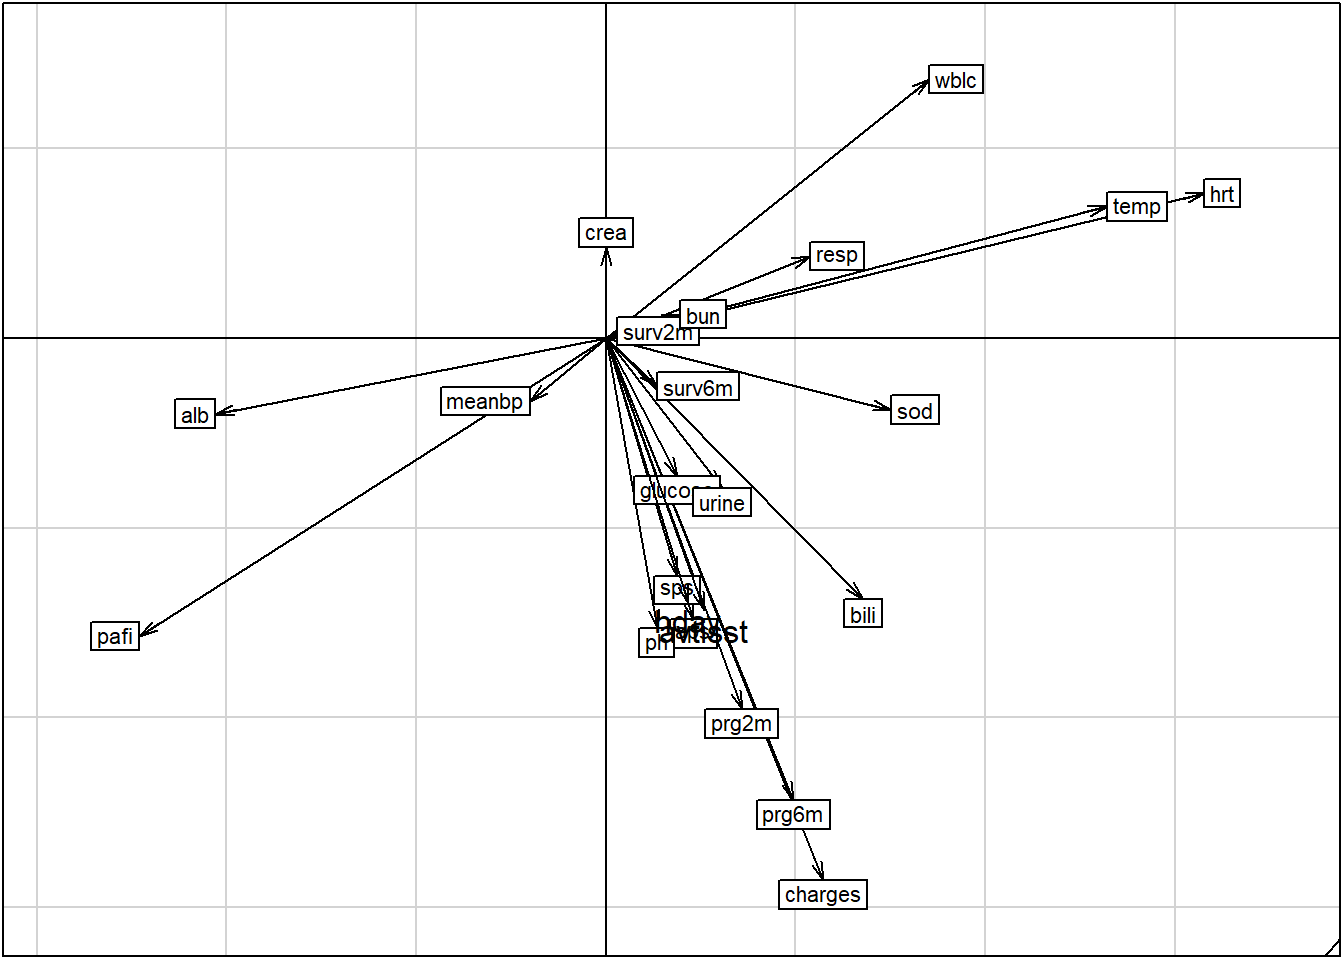 wblc
hrt
temp
crea
resp
bun
surv2m
surv6m
meanbp
alb
sod
glucose
urine
sps
hday
avtisst
bili
pafi
ph
prg2m
prg6m
charges